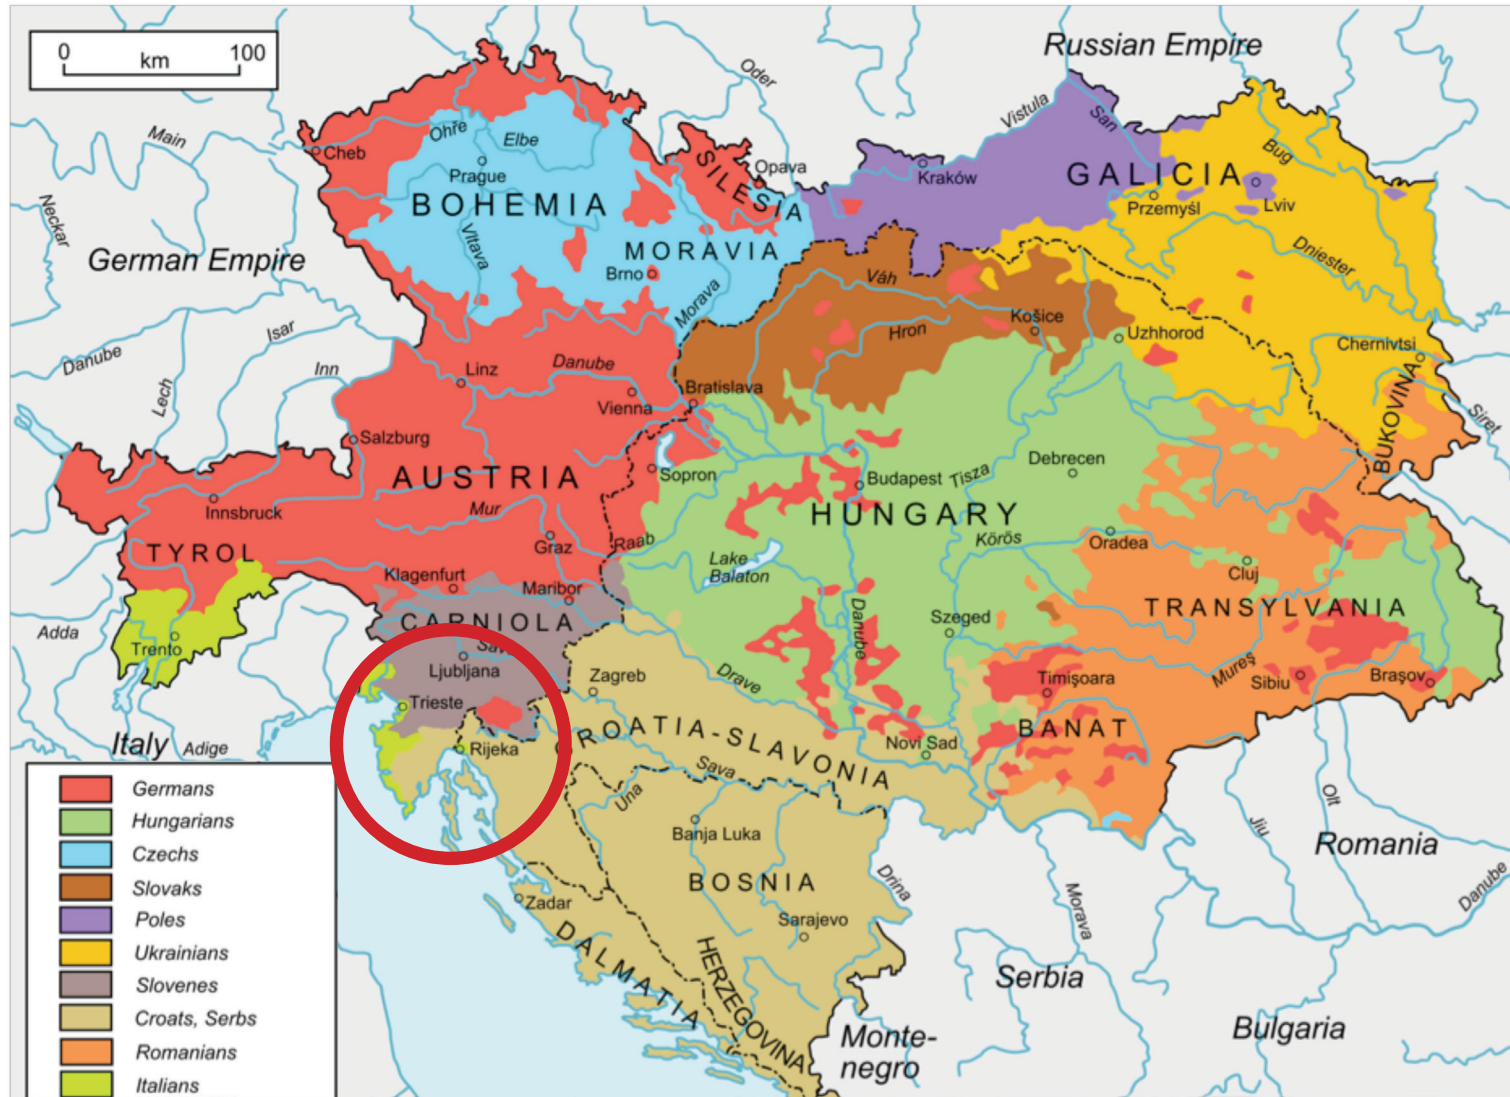 0 100
km
Russian Empire
Oder
Vistula
San
Main
Ohře
Elbe
Cheb
Prague
SILESIA
Opava
Kraków
GALICIA
Bug
Przemyśl
Lviv
Neckar
BOHEMIA
Vltava
MORAVIA
German Empire
Brno
Morava
Váh
Dniester
Hron
Košice
Uzhhorod
Chernivtsi
Isar
Danube
Inn
Lech
Linz
Danube
Vienna
Bratislava
BUKOVINA
Siret
Salzburg
AUSTRIA
Sopron
Budapest
Tisza
Debrecen
Innsbruck
Mur
HUNGARY
Graz
Raab
Körös
Oradea
TYROL
Lake
Balaton
Klagenfurt
Maribor
Cluj
Danube
Szeged
TRANSYLVANIA
CARNIOLA
Adda
Trento
Sava
Ljubljana
Zagreb
Drave
Timişoara
Mureş
Sibiu
Braşov
Trieste
Italy
Adige
Rijeka
CROATIA-SLAVONIA
Novi Sad
BANAT
Sava
Una
Banja Luka
Olt
Jiu
Romania
BOSNIA
Drina
Morava
Danube
Zadar
Sarajevo
DALMATIA
HERZEGOVINA
Serbia
Monte-
negro
Bulgaria
Germans
Hungarians
Czechs
Slovaks
Poles
Ukrainians
Slovenes
Croats, Serbs
Romanians
Italians